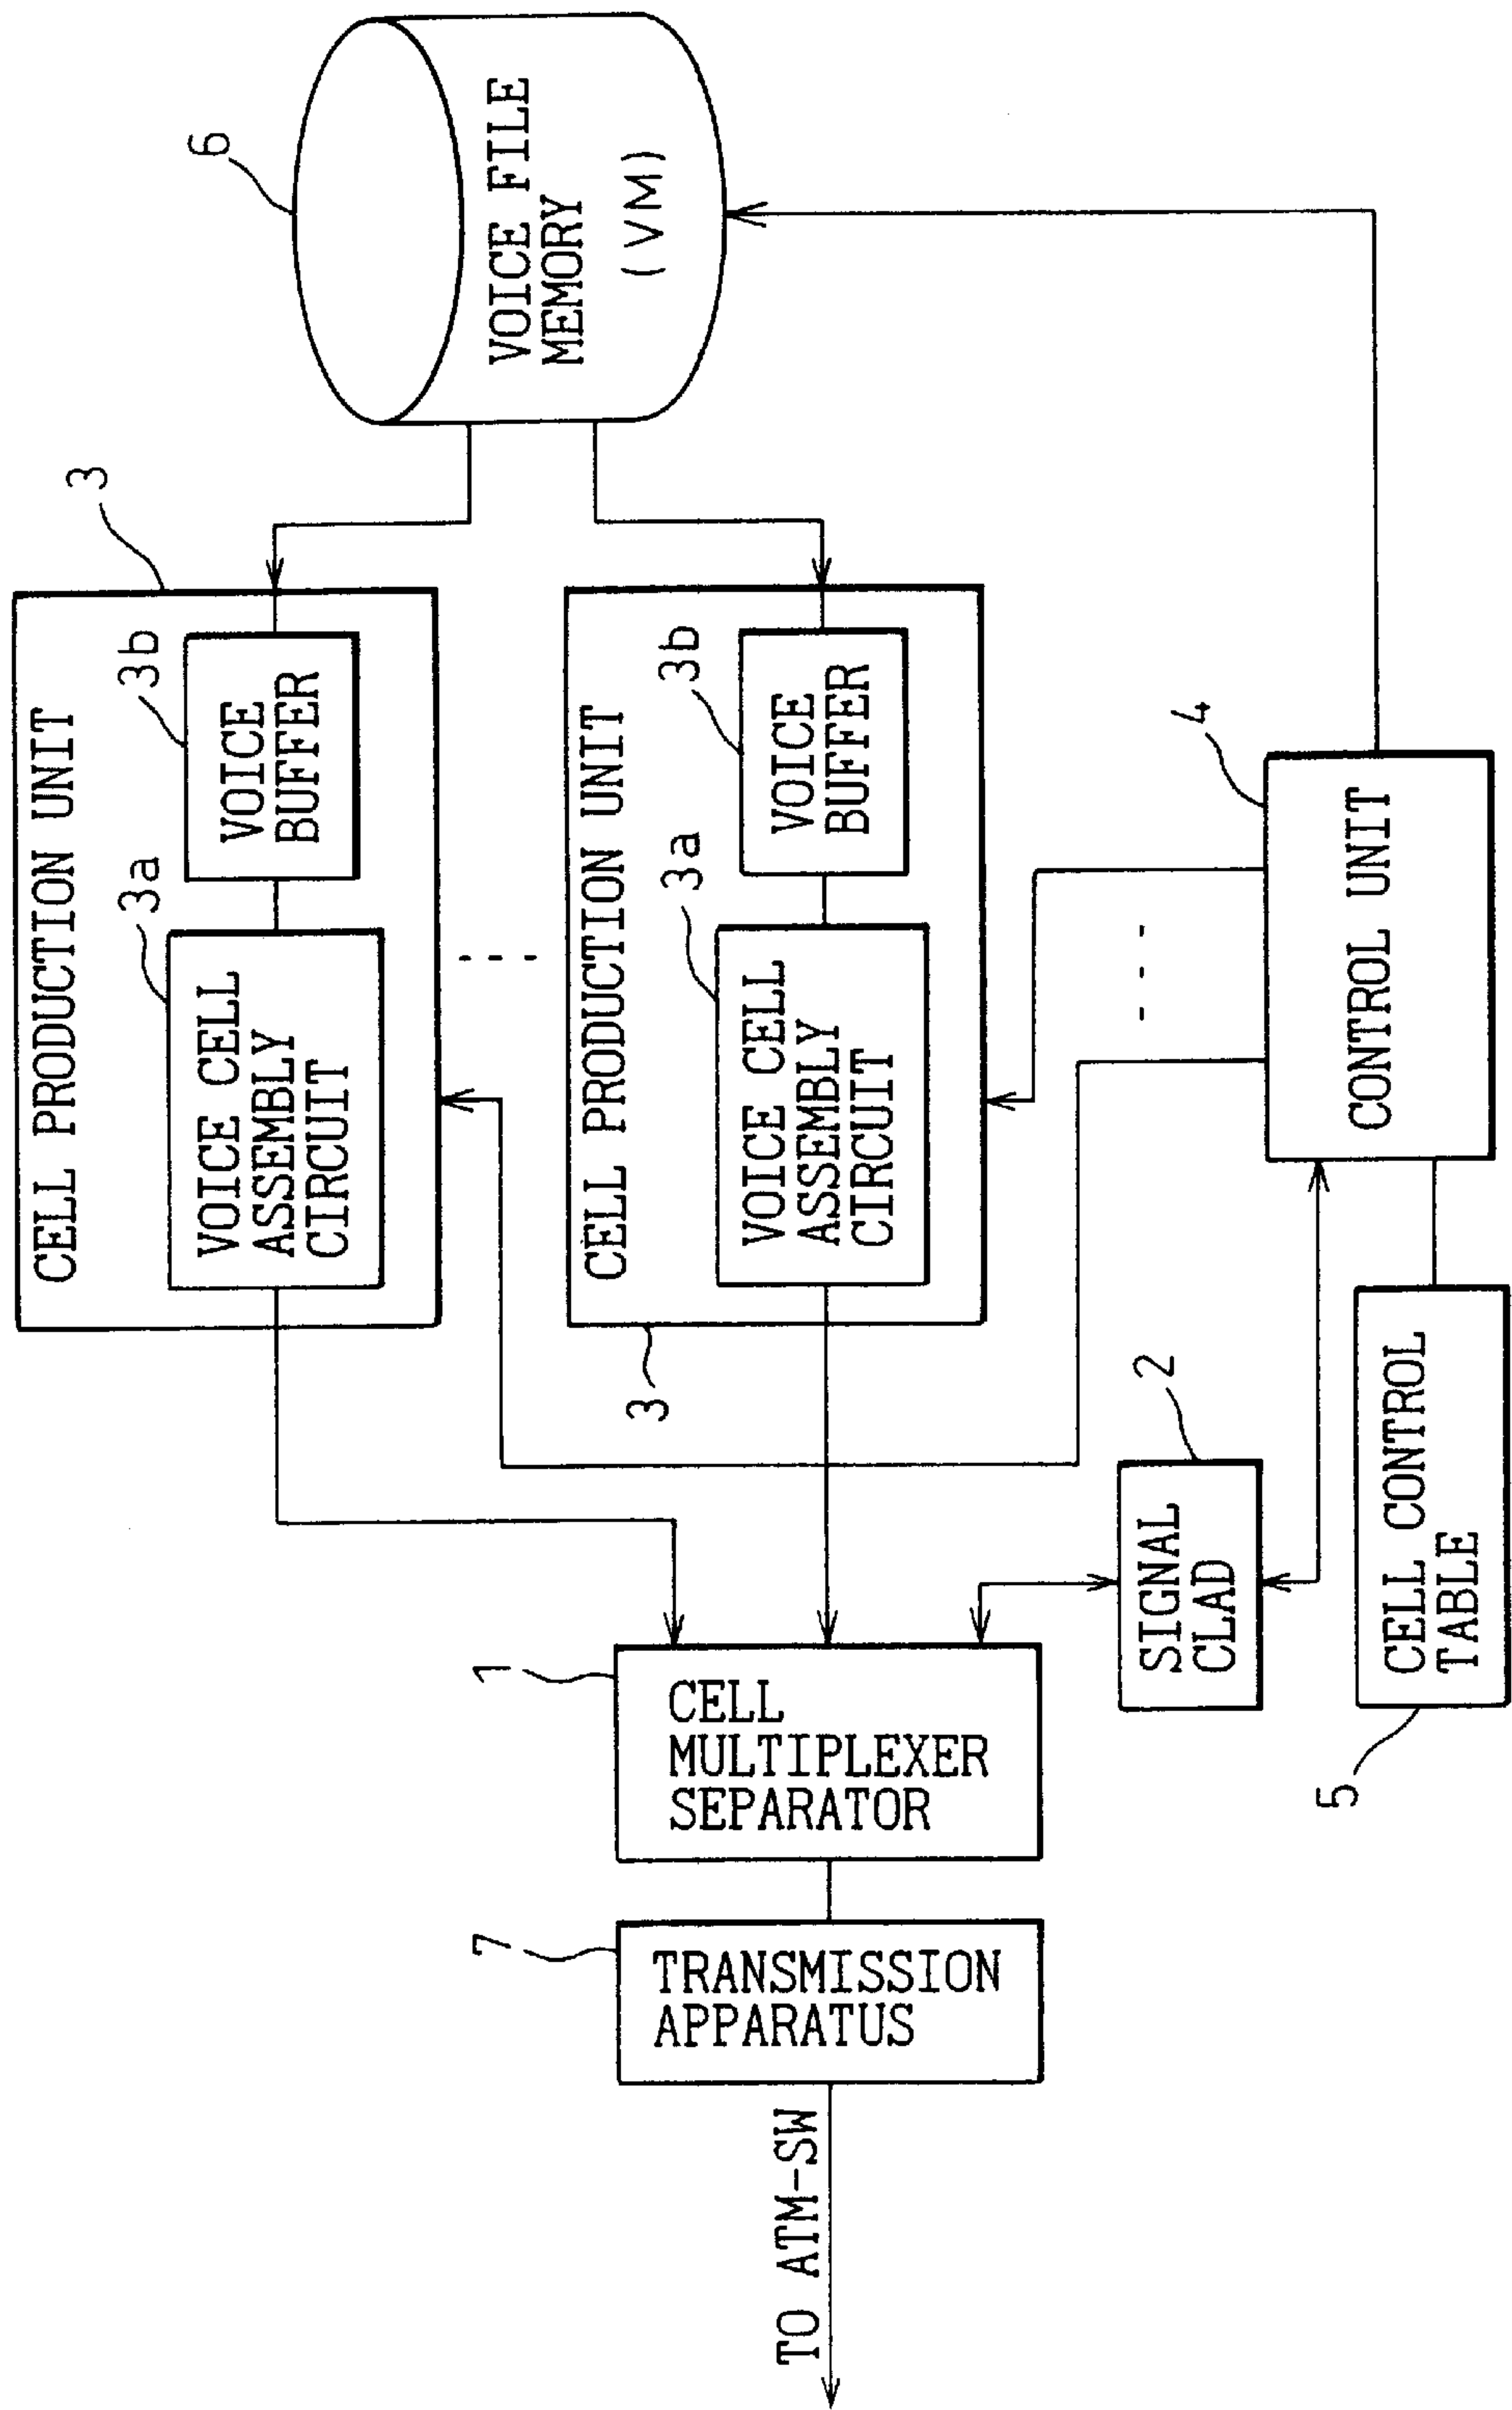 CELL PRODUCTION UNIT
3
3a
3b
VOICE CELL
ASSEMBLY
CIRCUIT
VOICE
BUFFER
6
VOICE FILE
MEMORY
(VM)
CELL PRODUCTION UNIT
3
3a
3b
VOICE CELL
ASSEMBLY
CIRCUIT
VOICE
BUFFER
TO ATM-SW
7
TRANSMISSION
APPARATUS
1
CELL
MULTIPLEXER
SEPARATOR
2
SIGNAL
CLAD
4
CONTROL UNIT
5
CELL CONTROL
TABLE